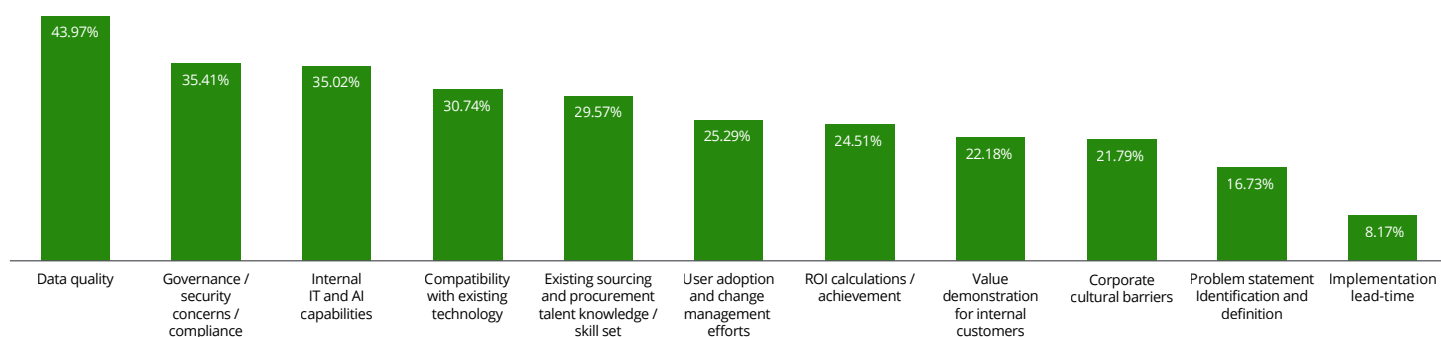 43.97%
35.41%
35.02%
30.74%
29.57%
25.29%
24.51%
22.18%
21.79%
16.73%
8.17%
Data quality
Governance /
security
concerns /
compliance
Internal
IT and AI
capabilities
Compatibility
with existing
technology
Existing sourcing
and procurement
talent knowledge /
skill set
User adoption
and change
management
efforts
ROI calculations /
achievement
Value
demonstration
for internal
customers
Corporate
cultural barriers
Problem statement
Identification and
definition
Implementation
lead-time